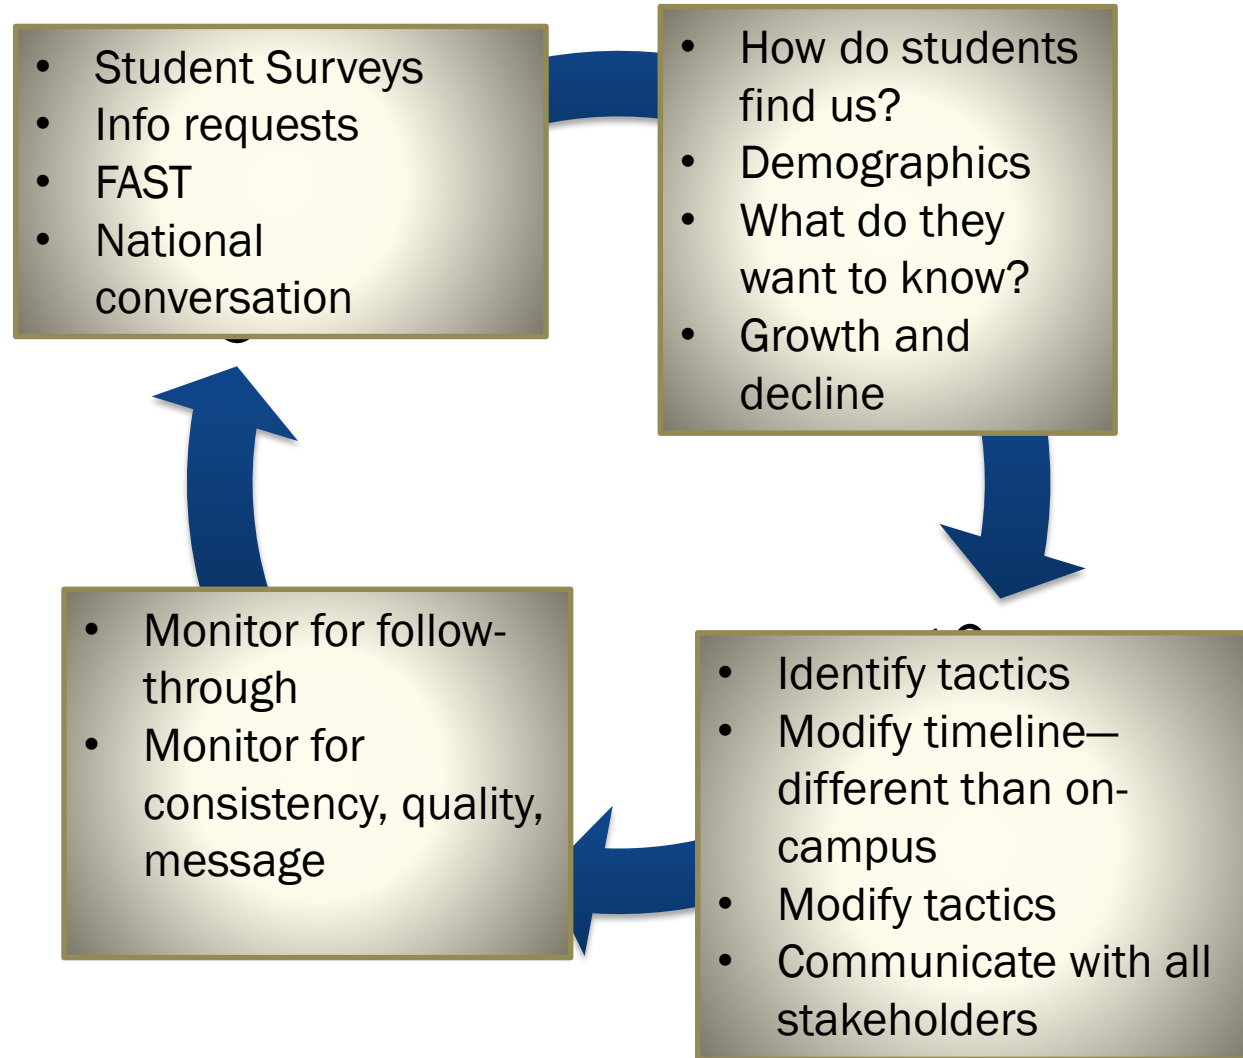 • Student Surveys
• Info requests
• FAST
• National
conversation
• How do students
find us?
• Demographics
• What do they
want to know?
• Growth and
decline
• Identify tactics
• Modify timeline—
different than on-
campus
• Modify tactics
• Communicate with all
stakeholders
• Monitor for follow-
through
• Monitor for
consistency, quality,
message